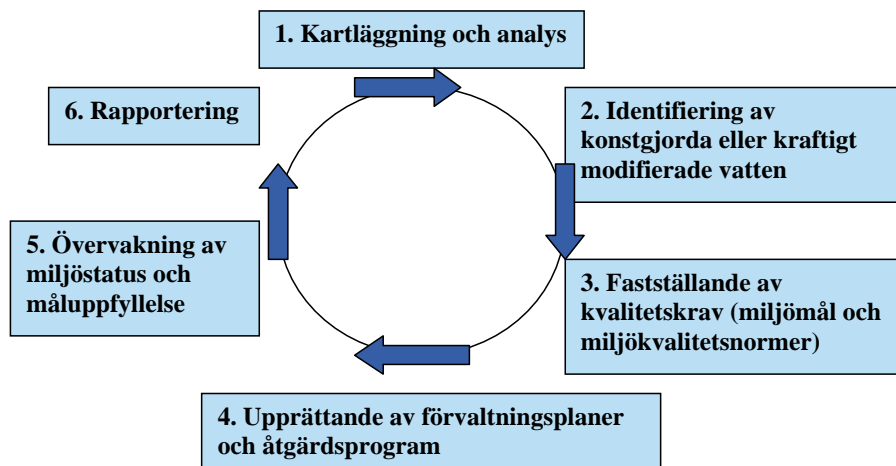 1. Kartläggning och analys
2. Identifiering av
konstgjorda eller kraftigt
modifierade vatten
3. Fastställande av
kvalitetskrav (miljömål och
miljökvalitetsnormer)
4. Upprättande av förvaltningsplaner
och åtgärdsprogram
5. Övervakning av
miljöstatus och
måluppfyllelse
6. Rapportering